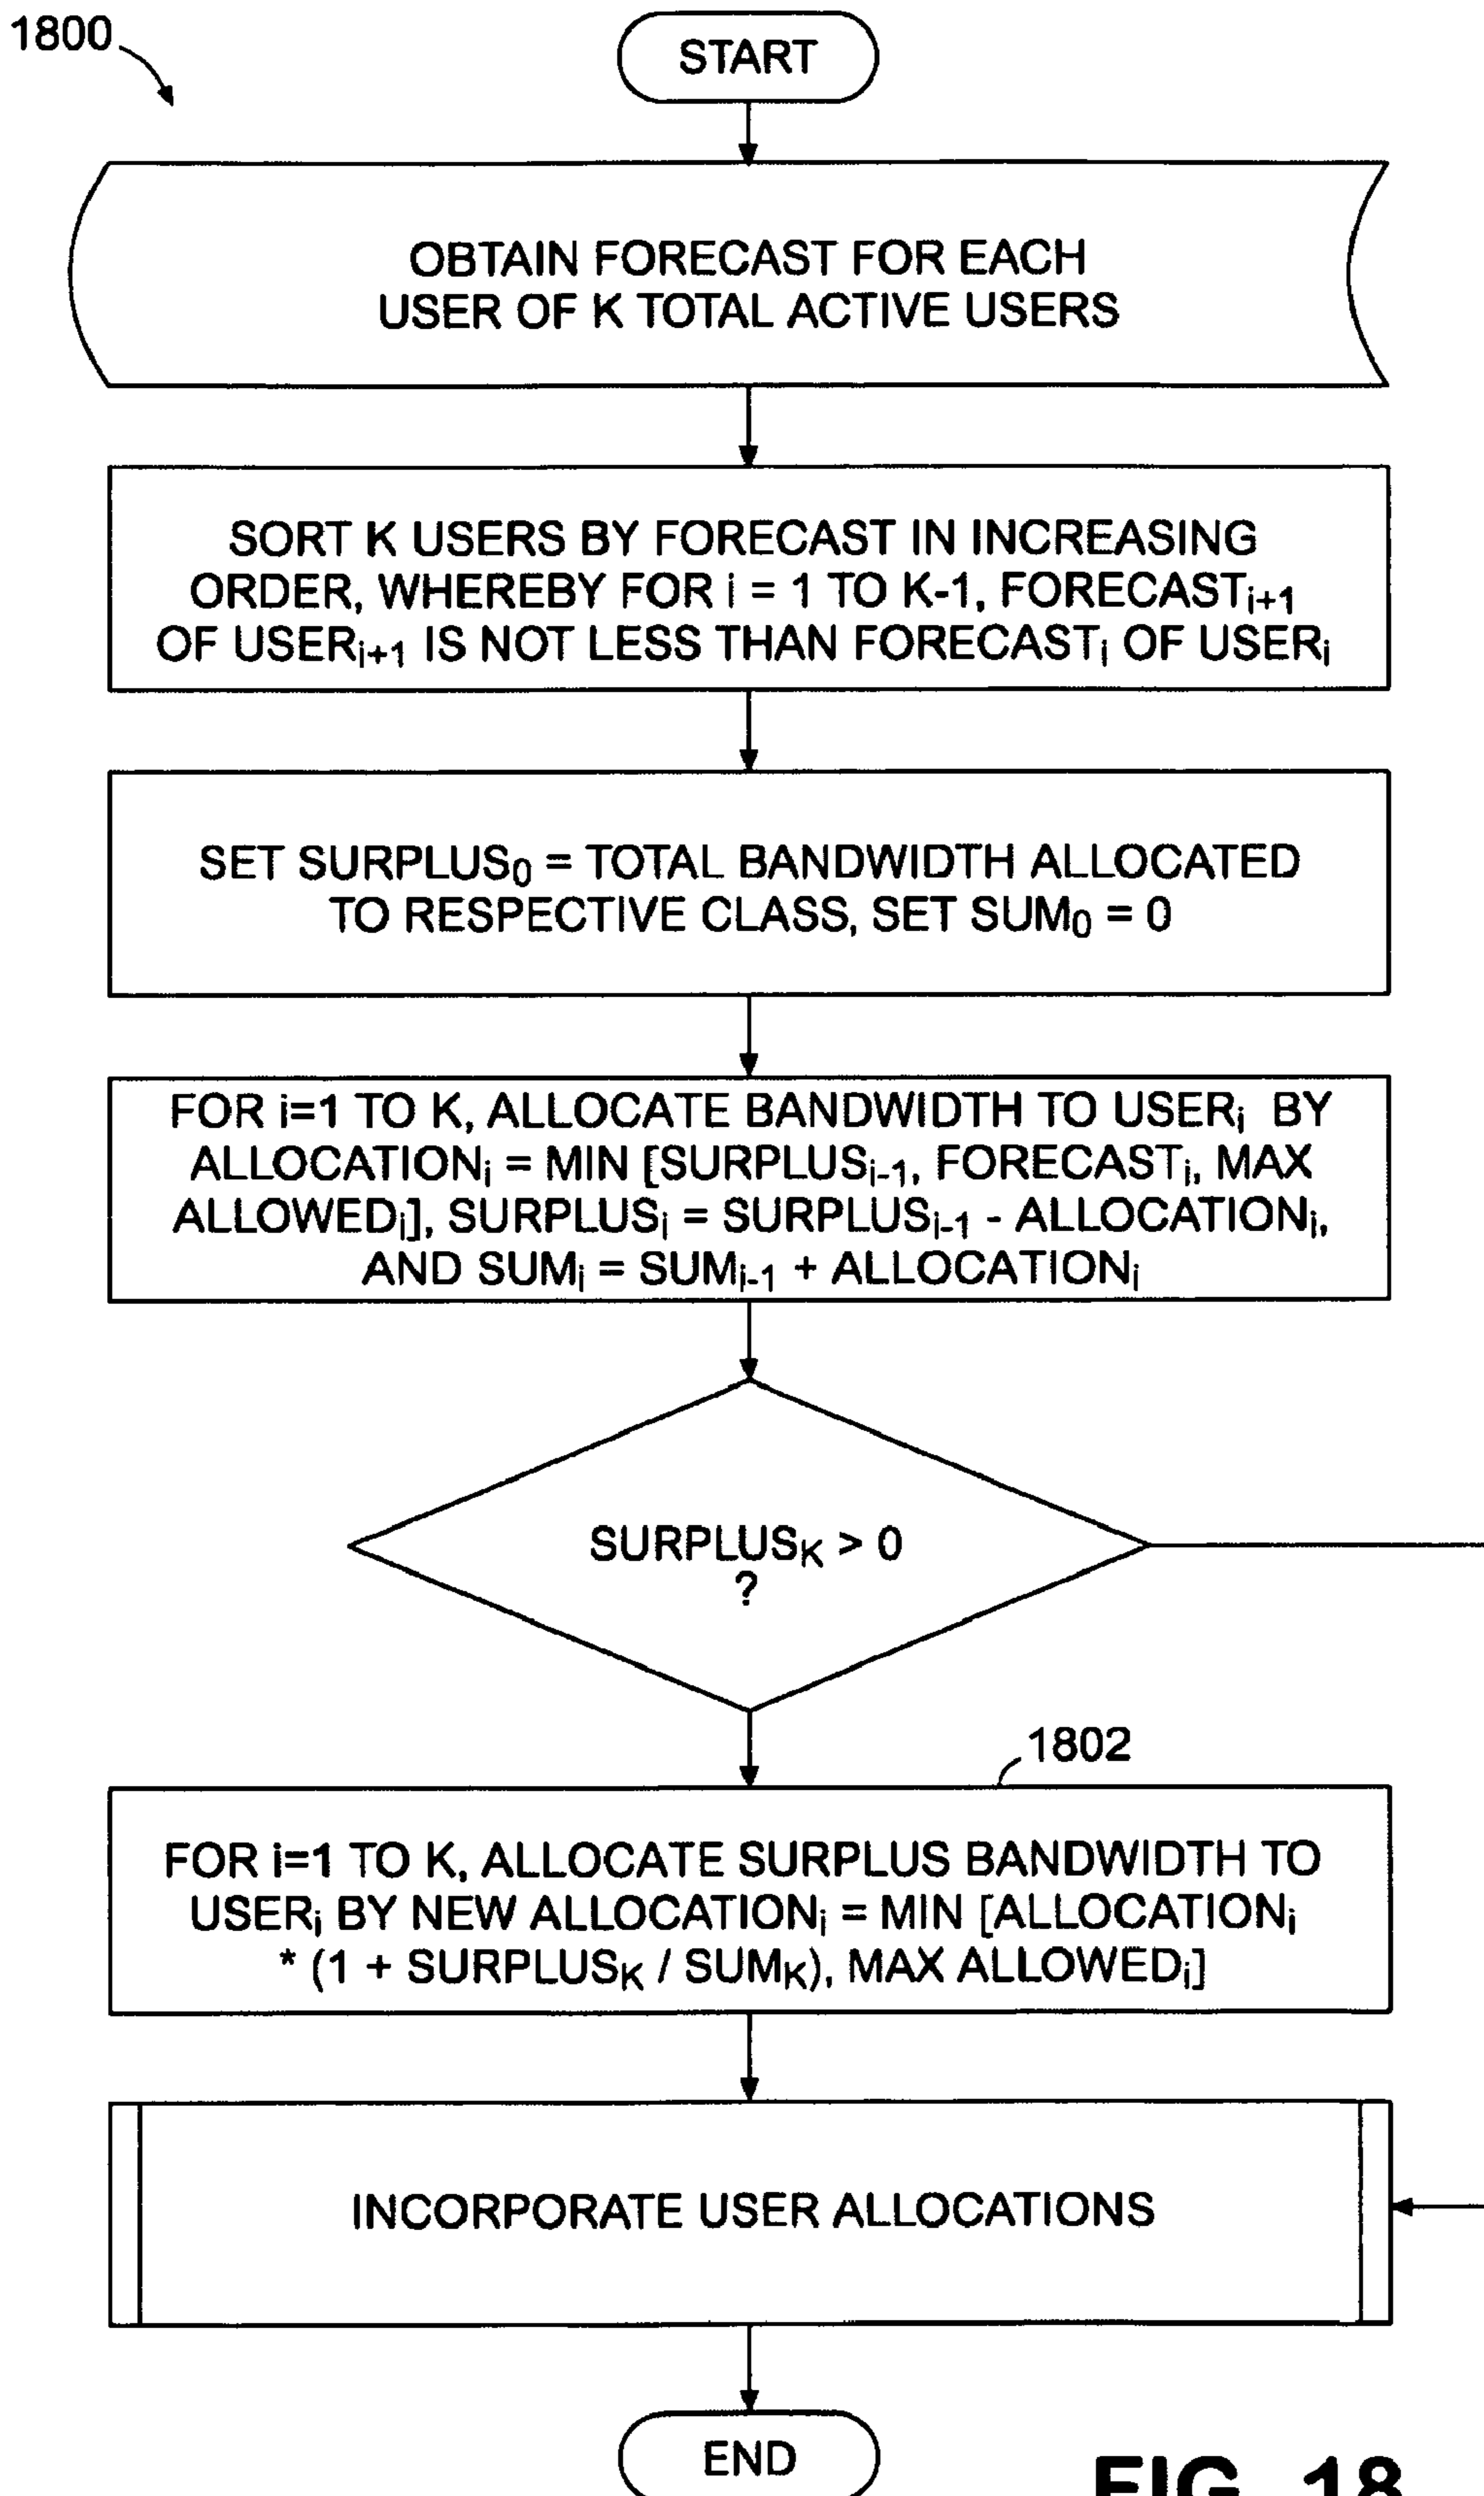 1800
START
OBTAIN FORECAST FOR EACH
USER OF K TOTAL ACTIVE USERS
SORT K USERS BY FORECAST IN INCREASING
ORDER, WHEREBY FOR i = 1 TO K-1, FORECASTi+1
OF USERi+1 IS NOT LESS THAN FORECASTi OF USERi
SET SURPLUS0 = TOTAL BANDWIDTH ALLOCATED
TO RESPECTIVE CLASS, SET SUM0 = 0
FOR i=1 TO K, ALLOCATE BANDWIDTH TO USERi BY
ALLOCATIONi = MIN [SURPLUSi-1, FORECASTi, MAX
ALLOWEDi], SURPLUSi = SURPLUSi-1 - ALLOCATIONi,
AND SUMi = SUMi-1 + ALLOCATIONi
SURPLUSK > 0
?
1802
FOR i=1 TO K, ALLOCATE SURPLUS BANDWIDTH TO
USERi BY NEW ALLOCATIONi = MIN [ALLOCATIONi
* (1 + SURPLUSK / SUMK), MAX ALLOWEDi]
INCORPORATE USER ALLOCATIONS
END
FIG. 18